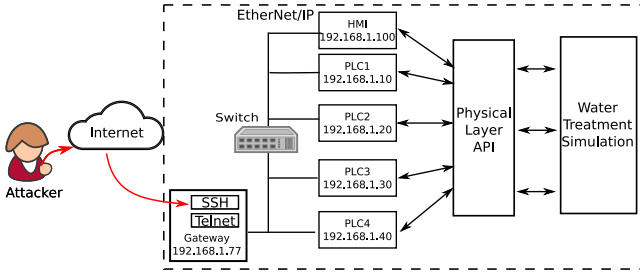 EtherNet/IP
HMI
192.168.1.100
PLC1
192.168.1.10
Switch
PLC2
192.168.1.20
Physical
Layer
API
Water
Treatment
Simulation
Internet
Attacker
PLC3
192.168.1.30
SSH
Telnet
Gateway
192.168.1.77
PLC4
192.168.1.40